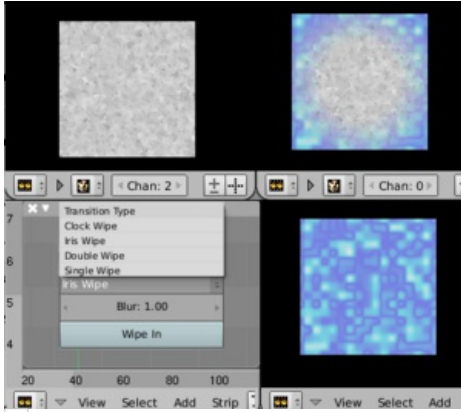 Chan: 2
Chan: 0
7
6
5
4
Transition Type
Clock Wipe
Iris Wipe
Double Wipe
Single Wipe
Iris Wipe
Blur: 1.00
Wipe In
20 40 60 80 100
View Select Add Strip
View Select Add